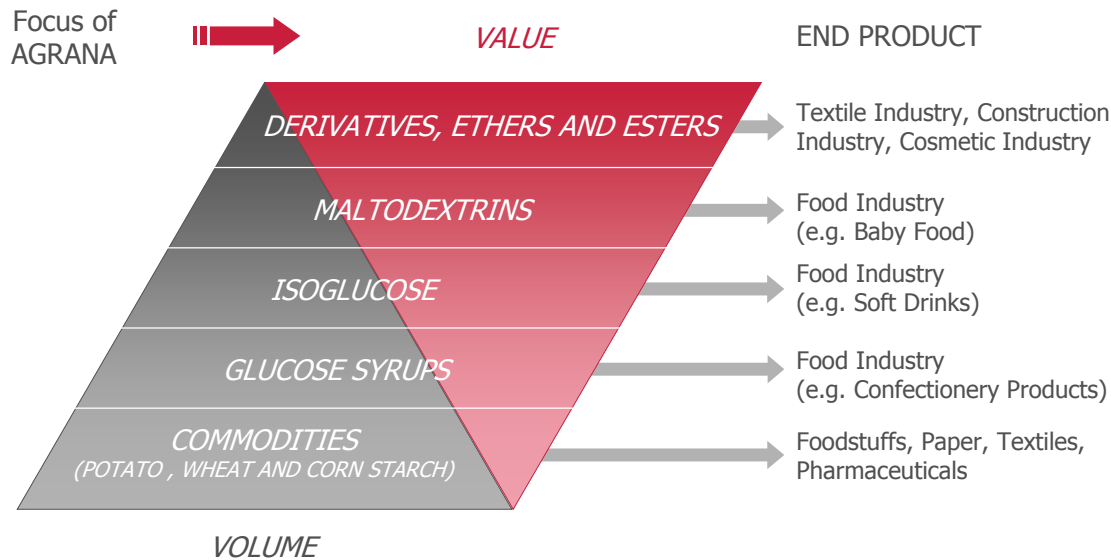 Focus of
AGRANA
VALUE
END PRODUCT
DERIVATIVES, ETHERS AND ESTERS
Textile Industry, Construction
Industry, Cosmetic Industry
MALTODEXTRINS
Food Industry
(e.g. Baby Food)
ISOGLUCOSE
Food Industry
(e.g. Soft Drinks)
GLUCOSE SYRUPS
Food Industry
(e.g. Confectionery Products)
COMMODITIES
(POTATO , WHEAT AND CORN STARCH)
Foodstuffs, Paper, Textiles,
Pharmaceuticals
VOLUME